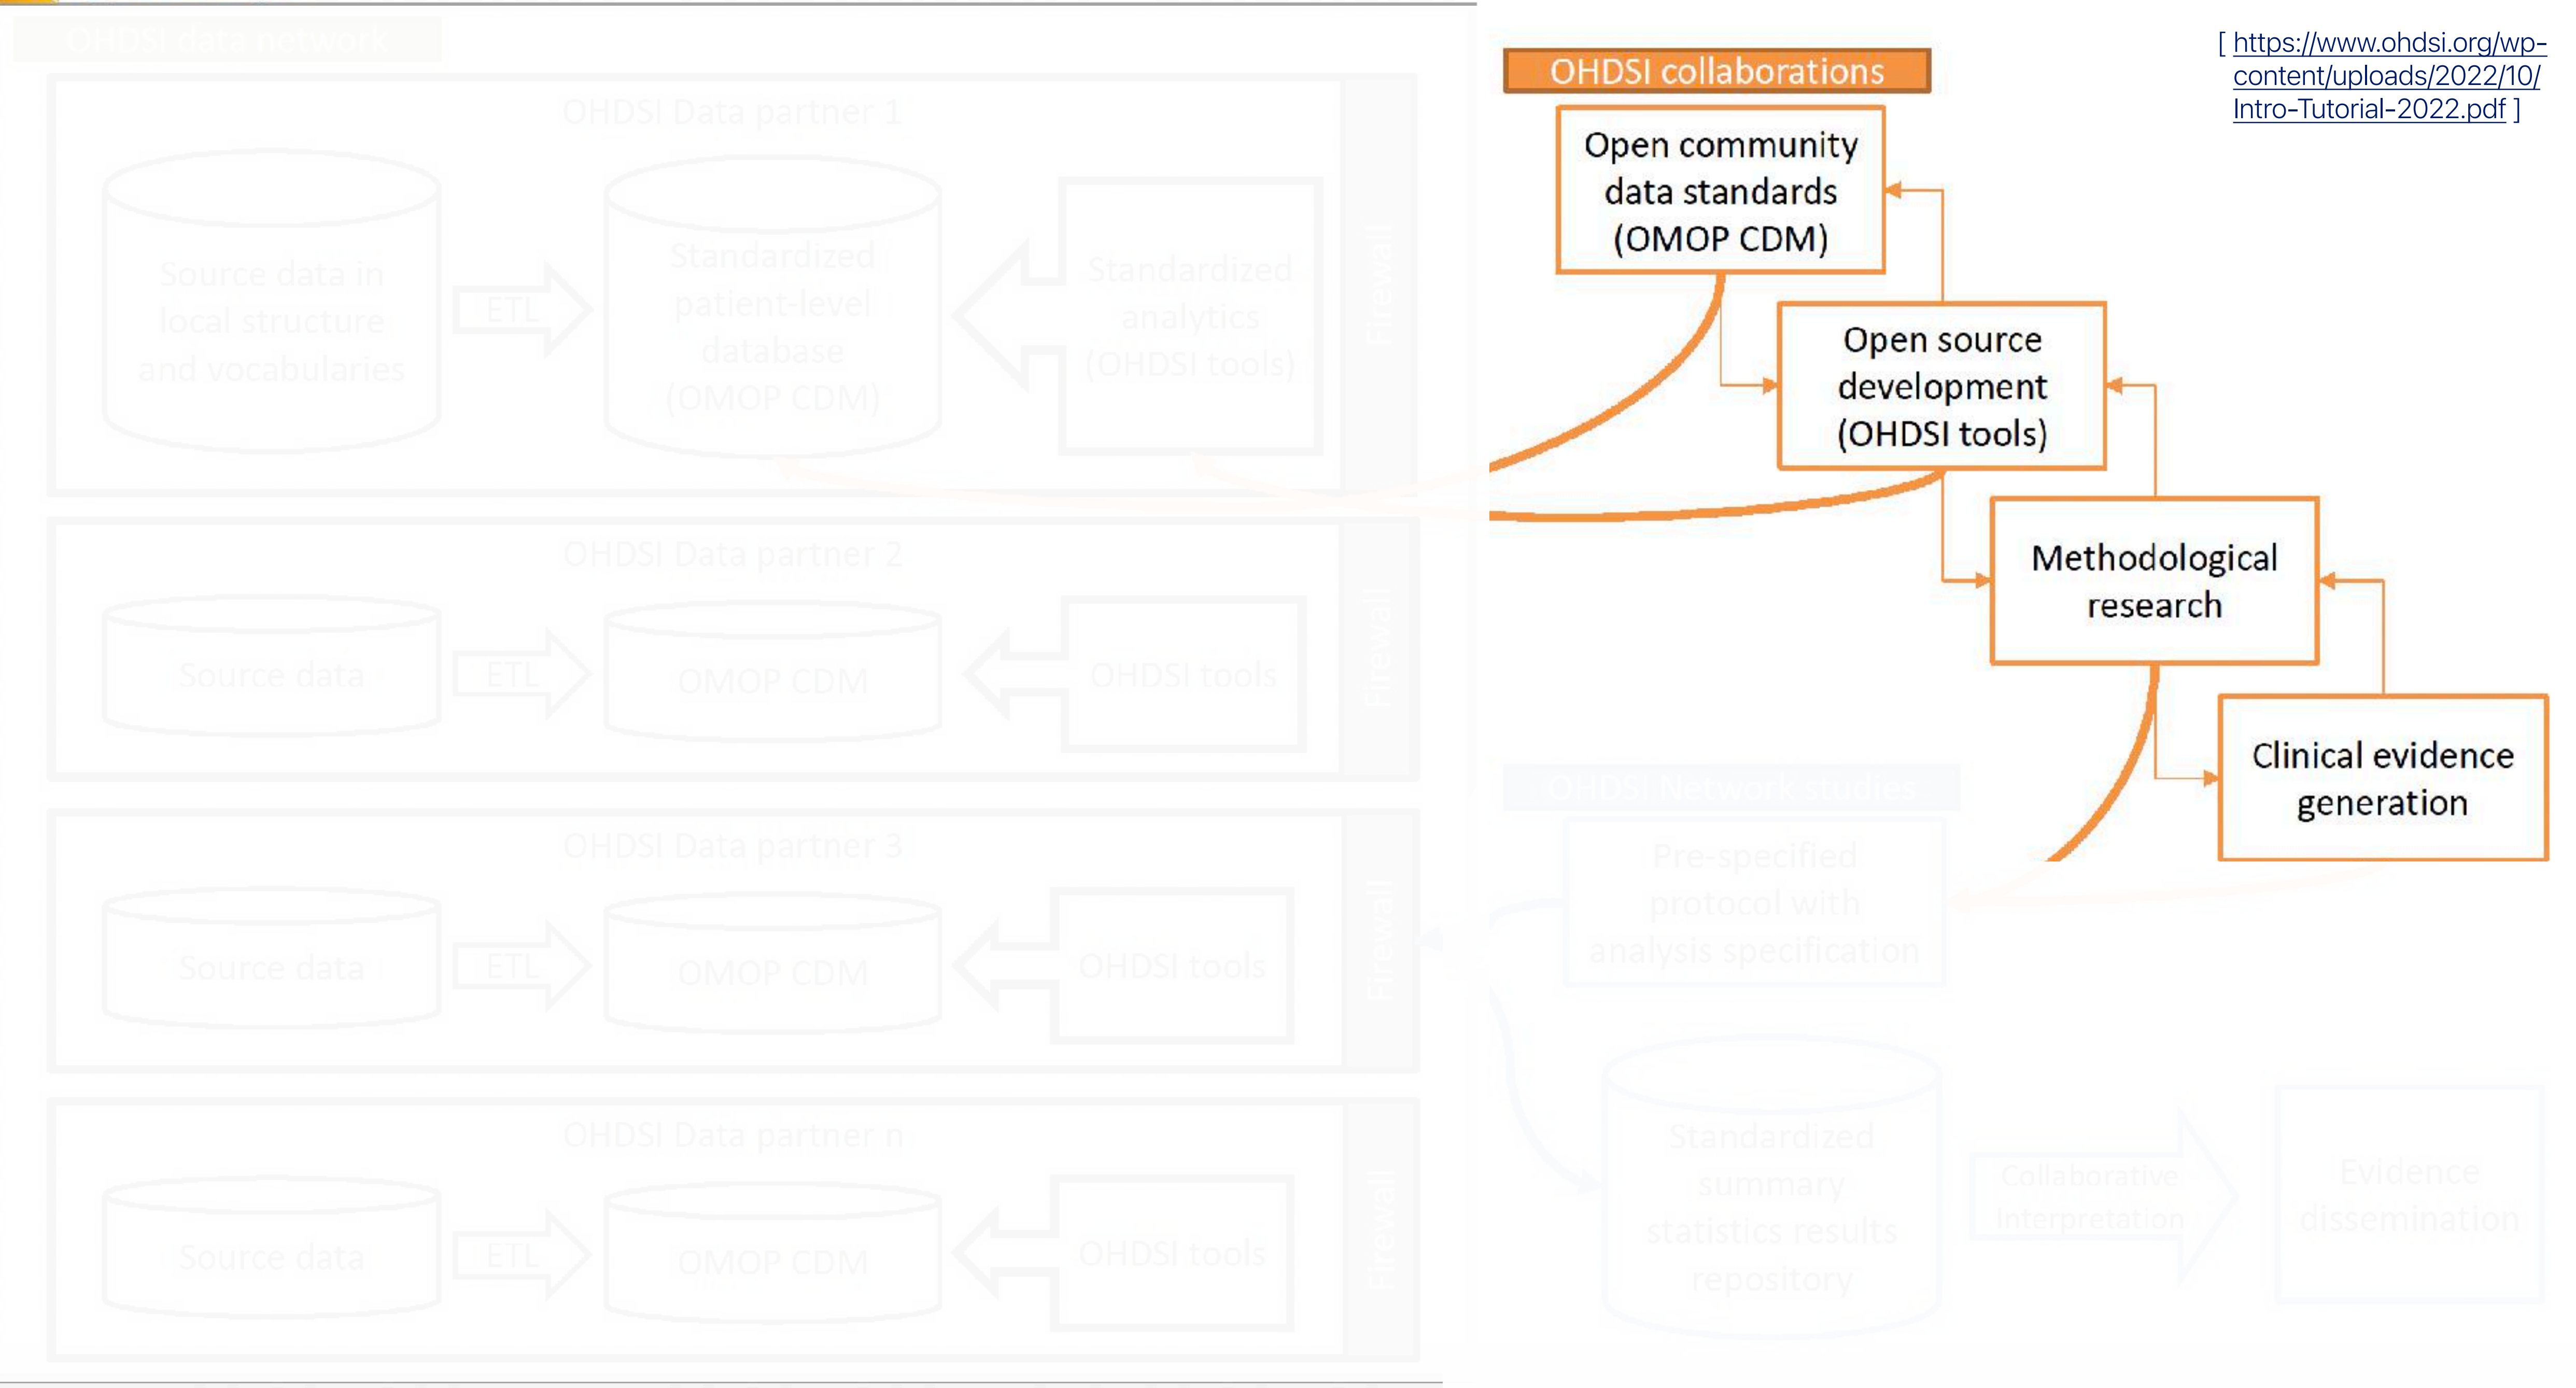 OHDSI data network
OHDSI Data partner 1
Source data in
local structure
and vocabularies
ETL
Standardized
patient-level
database
(OMOP CDM)
Standardized
analytics
(OHDSI tools)
Firewall
OHDSI Data partner 2
Source data
ETL
OMOP CDM
OHDSI tools
Firewall
OHDSI Data partner 3
Source data
ETL
OMOP CDM
OHDSI tools
Firewall
OHDSI Data partner n
Source data
ETL
OMOP CDM
OHDSI tools
Firewall
OHDSI collaborations
Open community
data standards
(OMOP CDM)
Open source
development
(OHDSI tools)
Methodological
research
Clinical evidence
generation
[ https://www.ohdsi.org/wp-
content/uploads/2022/10/
Intro-Tutorial-2022.pdf ]
OHDSI Network studies
Pre-specified
protocol with
analysis specification
Standardized
summary
statistics results
repository
Collaborative
Interpretation
Evidence
dissemination